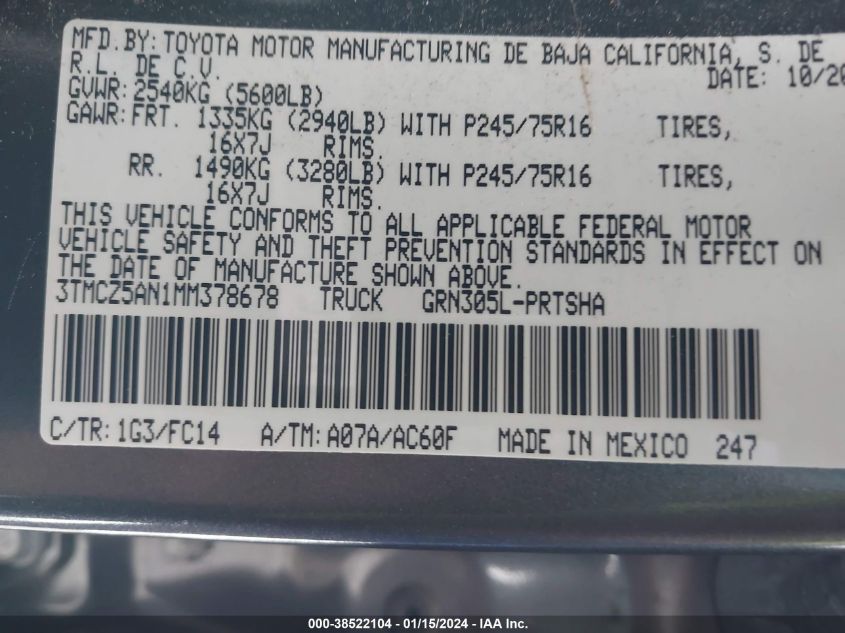 MFD.BY: TOYOTA MOTOR MANUFACTURING DE BAJA CALIFORNIA, S. DE
R.L. DE C.V. DATE: 10/20
GVWR: 2540KG (5600LB)
GAWR: FRT. 1335KG (2940LB) WITH P245/75R16 TIRES,
16X7J RIMS.
RR. 1490KG (3280LB) WITH P245/75R16 TIRES,
16X7J RIMS.
THIS VEHICLE CONFORMS TO ALL APPLICABLE FEDERAL MOTOR
VEHICLE SAFETY AND THEFT PREVENTION STANDARDS IN EFFECT ON
THE DATE OF MANUFACTURE SHOWN ABOVE.
3TMCZ5AN1MM378678 TRUCK GRN305L-PRTSHA
C/TR: 1G3/FC14 A/TM: A07A/AC60F MADE IN MEXICO 247
000-38522104 - 01/15/2024 - IAA Inc.